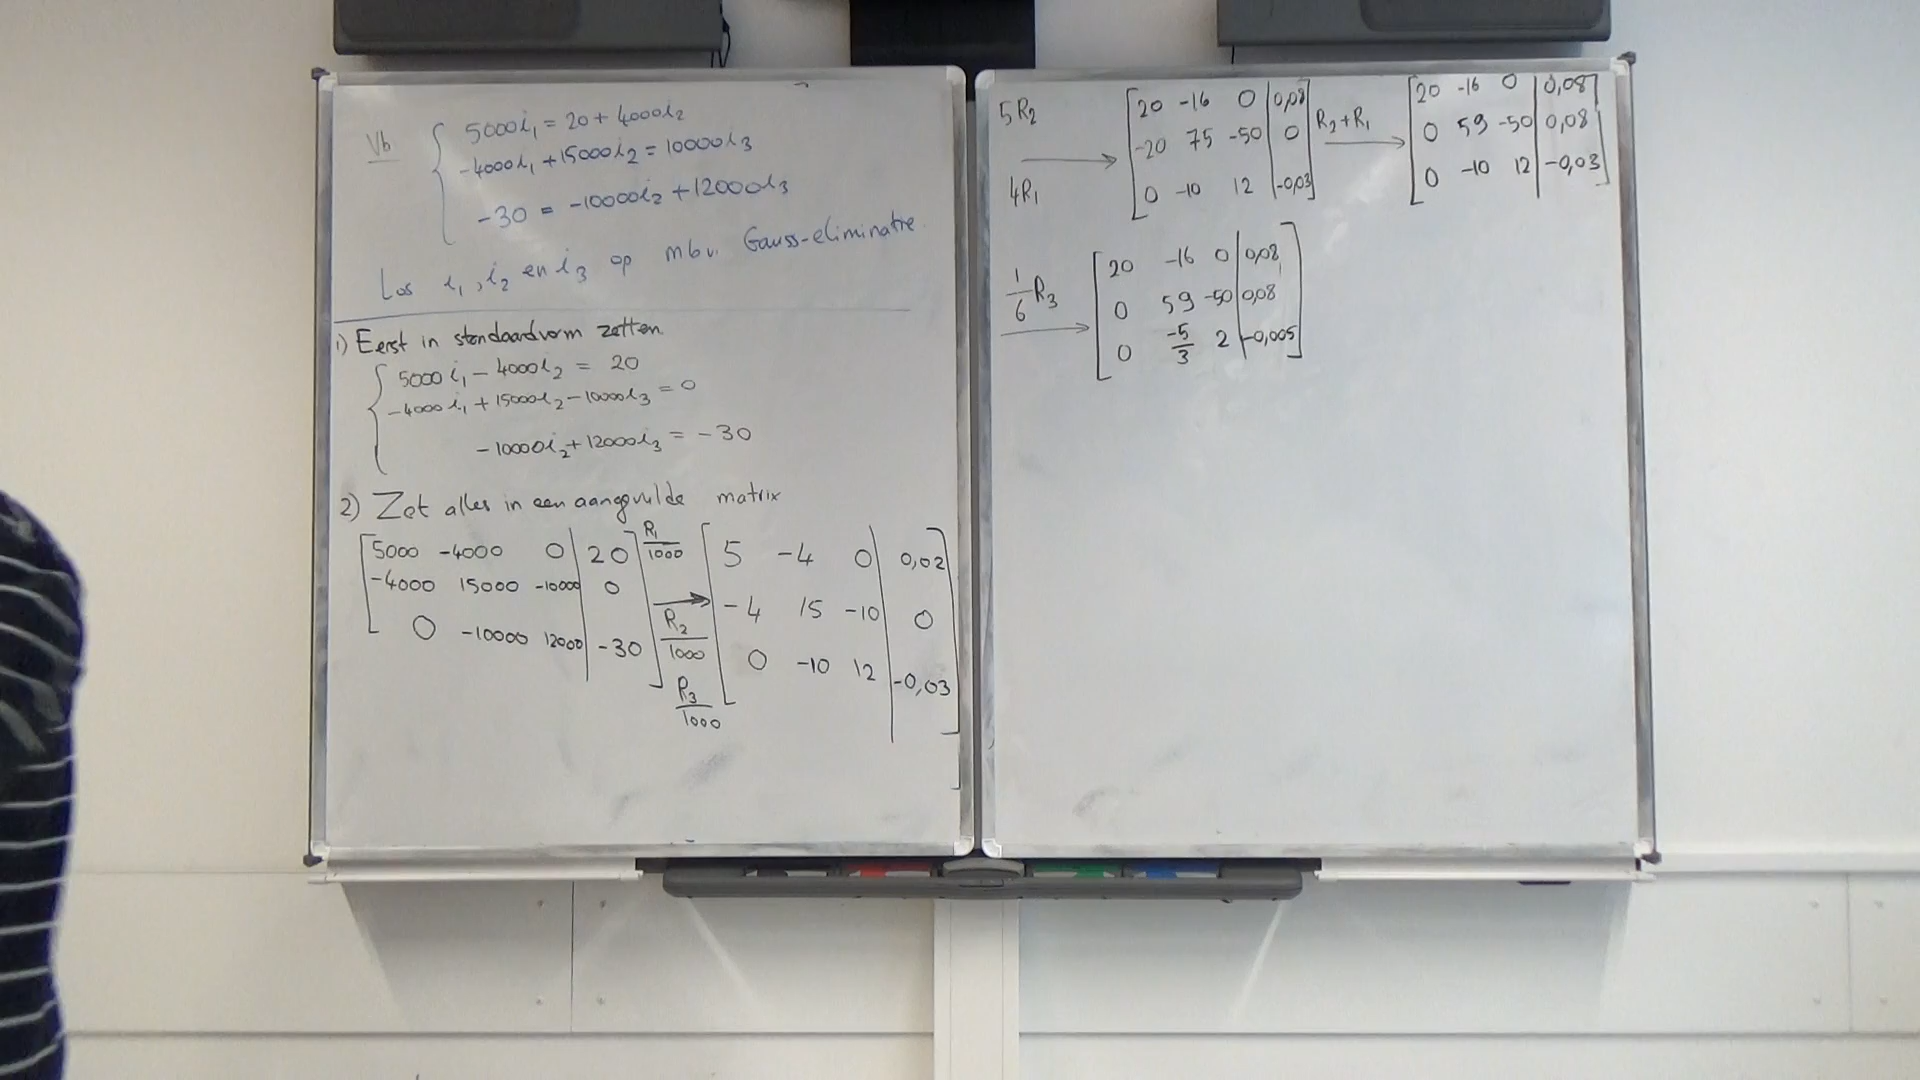 Vb
5000i₁ = 20 + 4000i₂
-4000i₁ + 15000i₂ = 10000i₃
-30 = -10000i₂ + 12000i₃
Los i₁, i₂ en i₃ op mbv. Gauss-eliminatie.
1) Eerst in standaardvorm zetten
5000i₁ - 4000i₂ = 20
-4000i₁ + 15000i₂ - 10000i₃ = 0
-10000i₂ + 12000i₃ = -30
2) Zet alles in een aangevulde matrix
[5000 -4000 0 | 20] R₁/1000 [5 -4 0 | 0,02]
[-4000 15000 -10000 | 0] → R₂/1000 [-4 15 -10 | 0]
[0 -10000 12000 | -30] R₃/1000 [0 -10 12 | -0,03]
5R₂ [20 -16 0 | 0,08] R₂+R₁ [20 -16 0 | 0,08]
→ [-20 75 -50 | 0] → [0 59 -50 | 0,08]
4R₁ [0 -10 12 | -0,03] [0 -10 12 | -0,03]
1/6 R₃ [20 -16 0 | 0,08]
→ [0 59 -50 | 0,08]
[0 -5/3 2 | -0,005]